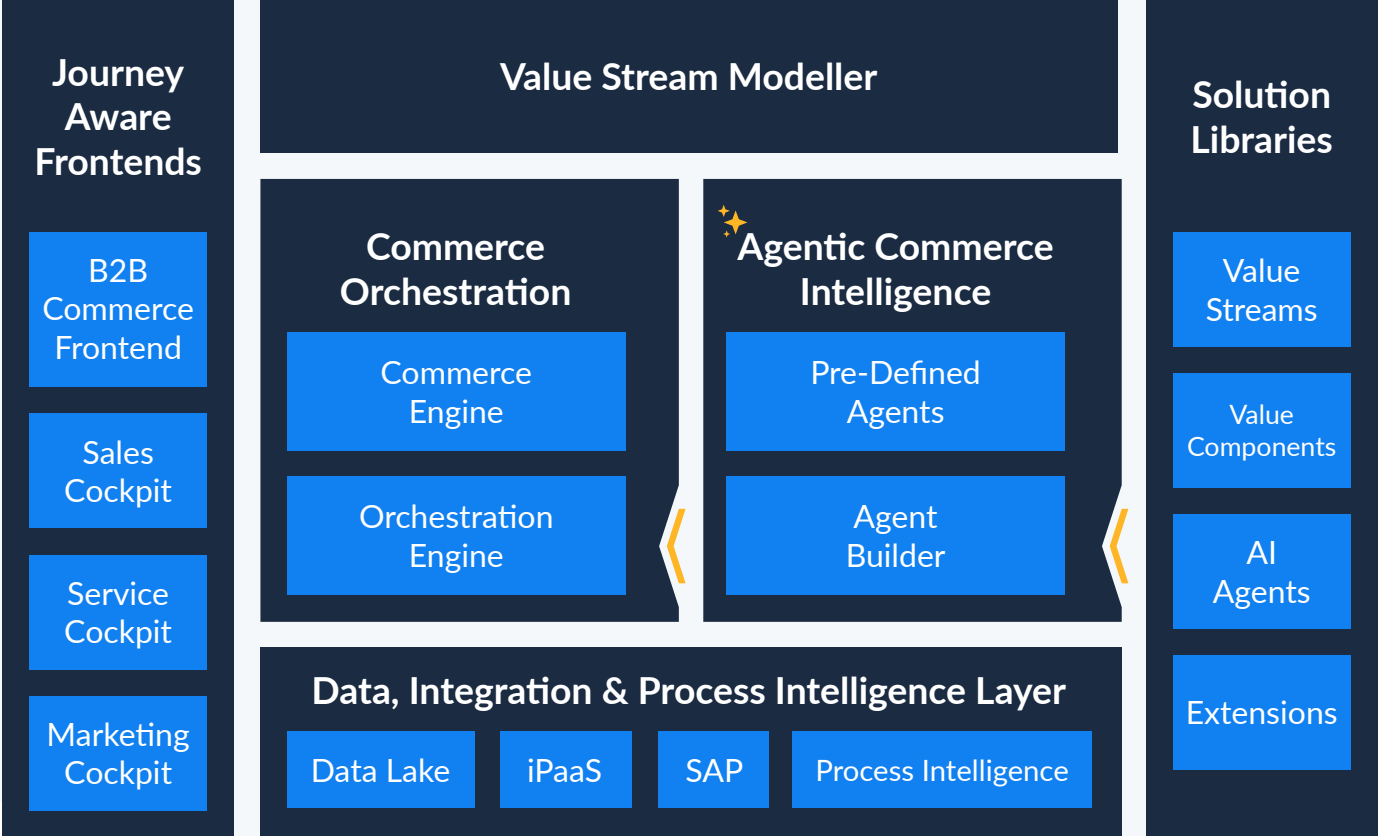 Journey
Aware
Frontends
B2B
Commerce
Frontend
Sales
Cockpit
Service
Cockpit
Marketing
Cockpit
Value Stream Modeller
Commerce
Orchestration
Commerce
Engine
Orchestration
Engine
Agentic Commerce
Intelligence
Pre-Defined
Agents
Agent
Builder
Data, Integration & Process Intelligence Layer
Data Lake
iPaaS
SAP
Process Intelligence
Solution
Libraries
Value
Streams
Value
Components
AI
Agents
Extensions